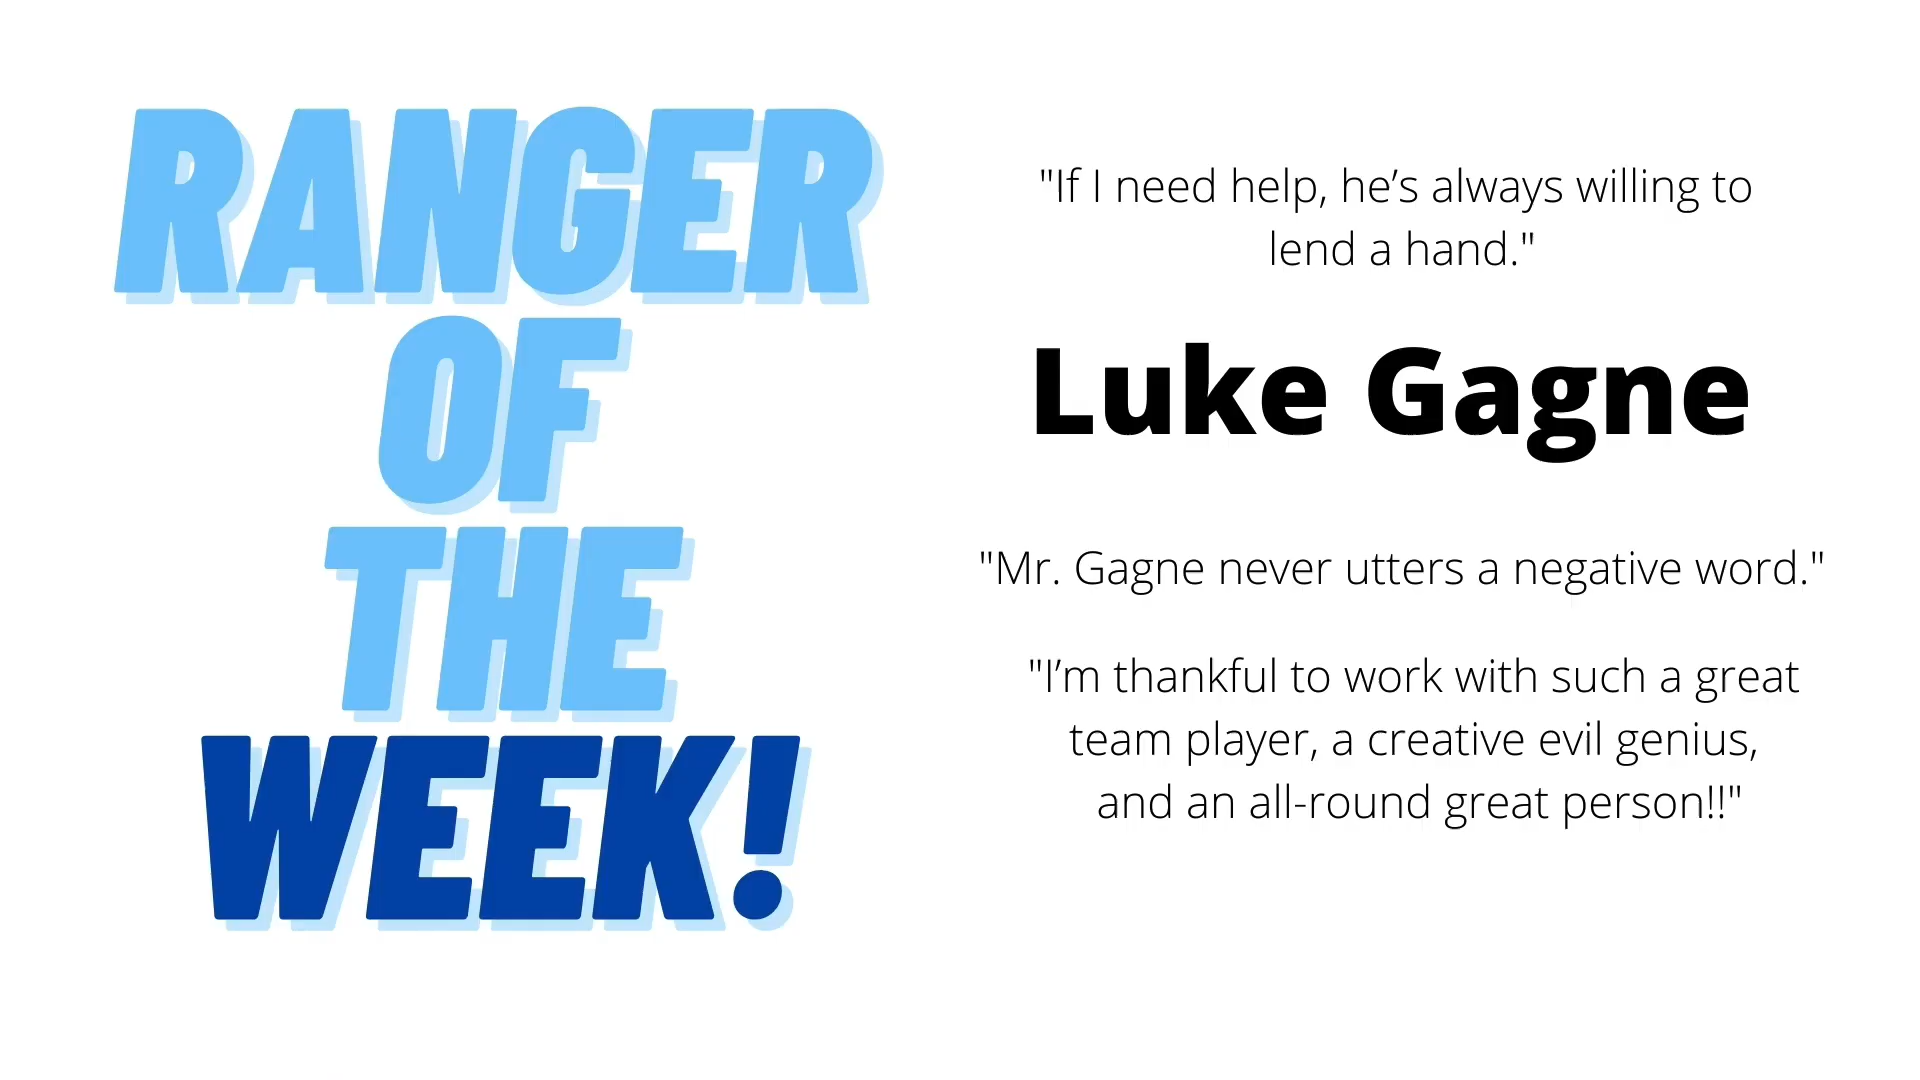 RANGER
OF
THE
WEEK!
"If I need help, he’s always willing to
lend a hand."
Luke Gagne
"Mr. Gagne never utters a negative word."
"I’m thankful to work with such a great
team player, a creative evil genius,
and an all-round great person!!"